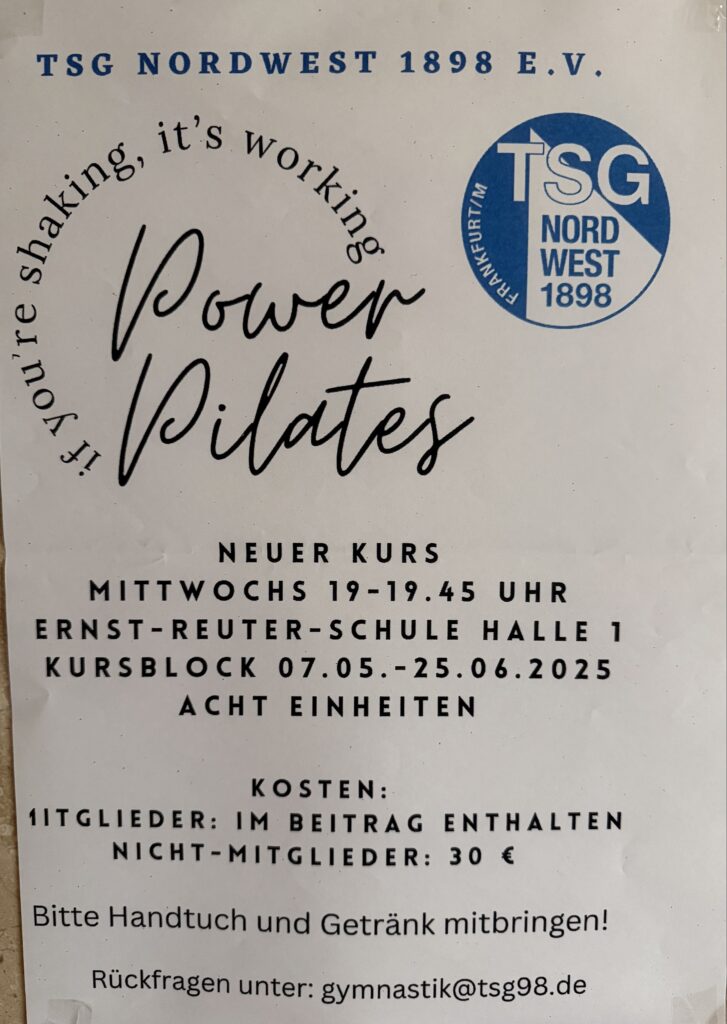 TSG NORDWEST 1898 E.V.
if you're shaking, it's working
Power
Pilates
TSG
NORD
WEST
1898
FRANKFURT/M
NEUER KURS
MITTWOCHS 19-19.45 UHR
ERNST-REUTER-SCHULE HALLE 1
KURSBLOCK 07.05.-25.06.2025
ACHT EINHEITEN
KOSTEN:
MITGLIEDER: IM BEITRAG ENTHALTEN
NICHT-MITGLIEDER: 30 €
Bitte Handtuch und Getränk mitbringen!
Rückfragen unter: gymnastik@tsg98.de